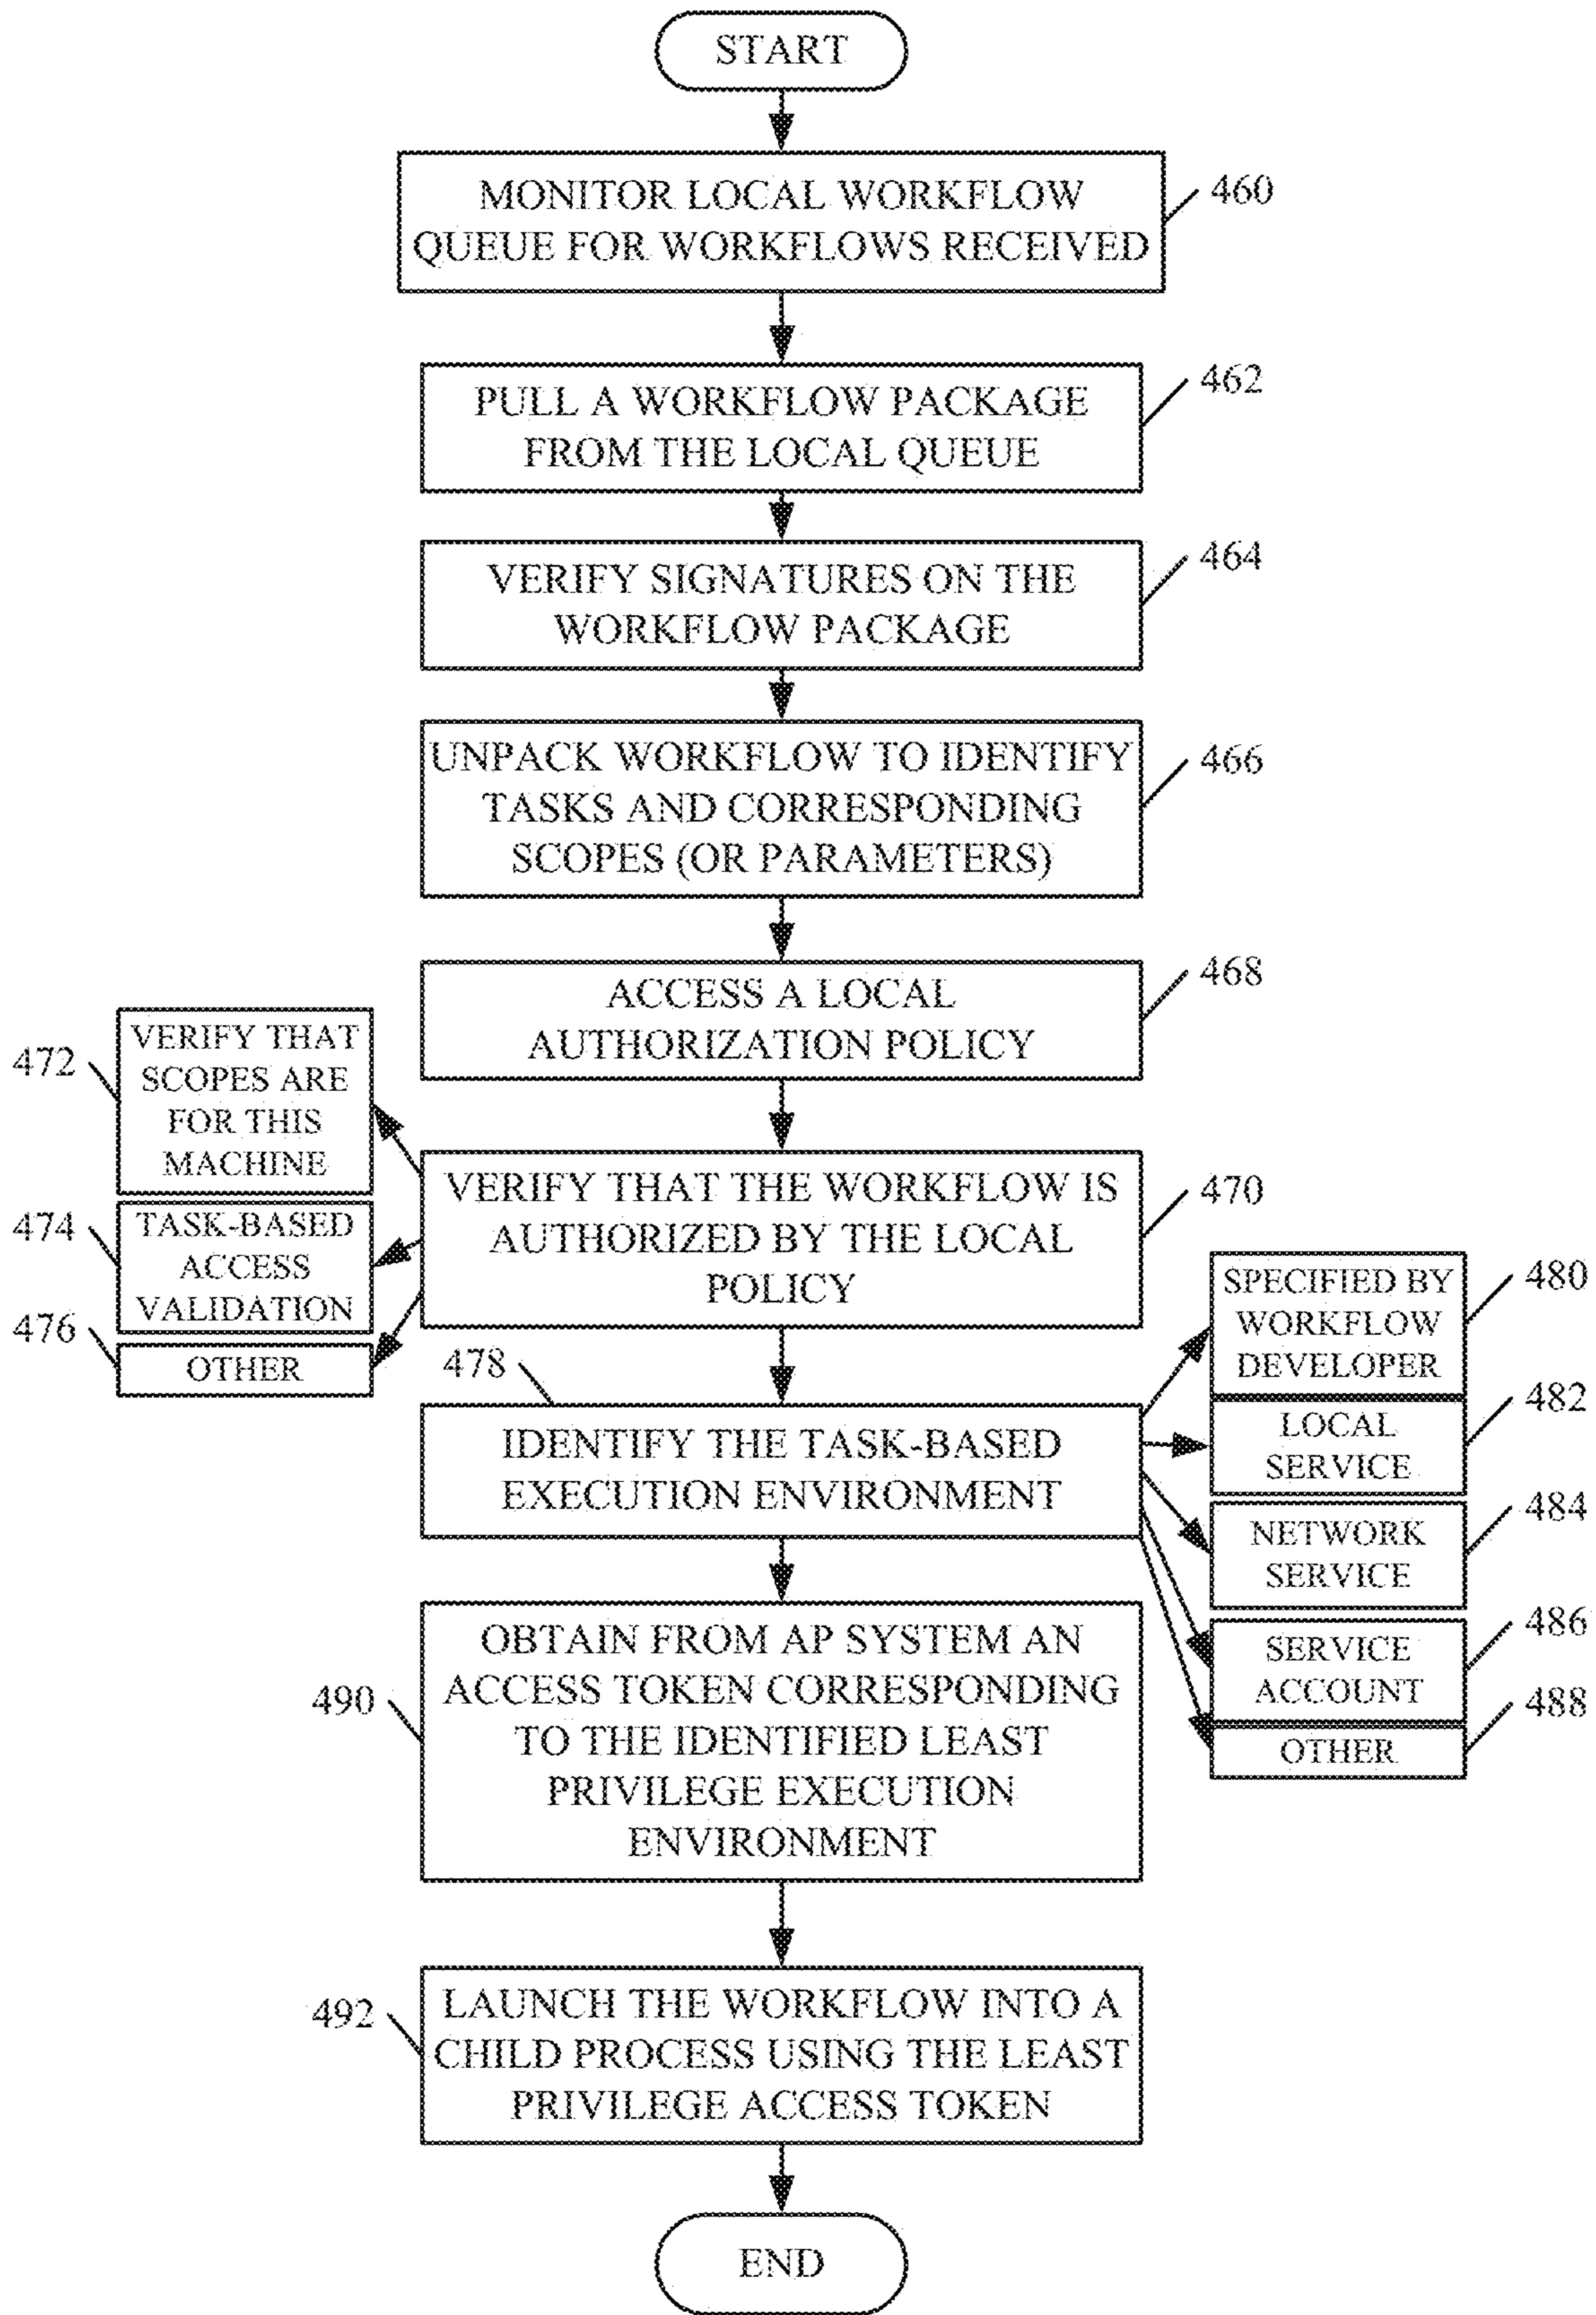 START
MONITOR LOCAL WORKFLOW
QUEUE FOR WORKFLOWS RECEIVED
460
PULL A WORKFLOW PACKAGE
FROM THE LOCAL QUEUE
462
VERIFY SIGNATURES ON THE
WORKFLOW PACKAGE
464
UNPACK WORKFLOW TO IDENTIFY
TASKS AND CORRESPONDING
SCOPES (OR PARAMETERS)
466
ACCESS A LOCAL
AUTHORIZATION POLICY
468
VERIFY THAT THE WORKFLOW IS
AUTHORIZED BY THE LOCAL
POLICY
470
472
VERIFY THAT
SCOPES ARE
FOR THIS
MACHINE
474
TASK-BASED
ACCESS
VALIDATION
476
OTHER
478
IDENTIFY THE TASK-BASED
EXECUTION ENVIRONMENT
SPECIFIED BY
WORKFLOW
DEVELOPER
480
LOCAL
SERVICE
482
NETWORK
SERVICE
484
SERVICE
ACCOUNT
486
OTHER
488
490
OBTAIN FROM AP SYSTEM AN
ACCESS TOKEN CORRESPONDING
TO THE IDENTIFIED LEAST
PRIVILEGE EXECUTION
ENVIRONMENT
492
LAUNCH THE WORKFLOW INTO A
CHILD PROCESS USING THE LEAST
PRIVILEGE ACCESS TOKEN
END